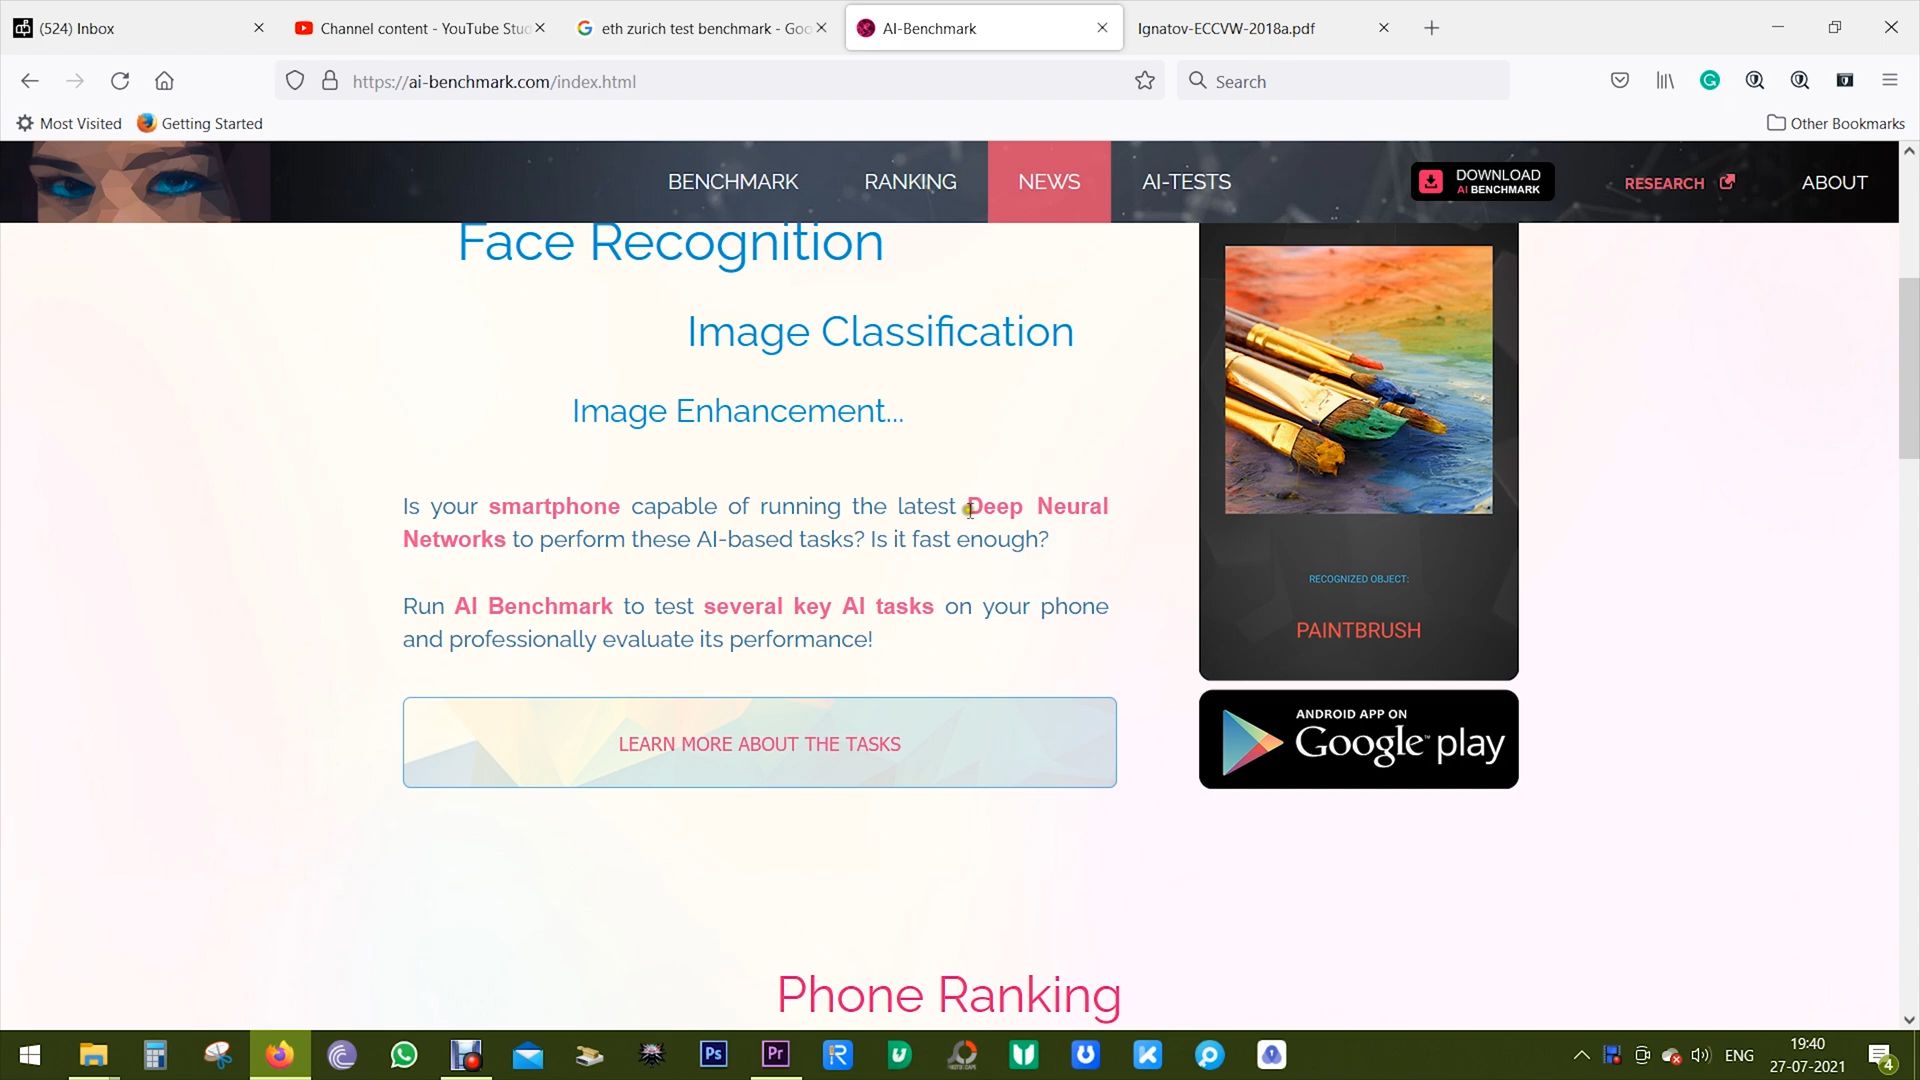 (524) Inbox
Channel content - YouTube Stu
eth zurich test benchmark - Goo
AI-Benchmark
Ignatov-ECCVW-2018a.pdf
https://ai-benchmark.com/index.html
Search
Most Visited
Getting Started
Other Bookmarks
BENCHMARK
RANKING
NEWS
AI-TESTS
DOWNLOAD
AI BENCHMARK
RESEARCH
ABOUT
Face Recognition
Image Classification
Image Enhancement...
Is your smartphone capable of running the latest Deep Neural
Networks to perform these AI-based tasks? Is it fast enough?
Run AI Benchmark to test several key AI tasks on your phone
and professionally evaluate its performance!
LEARN MORE ABOUT THE TASKS
RECOGNIZED OBJECT:
PAINTBRUSH
ANDROID APP ON
Google play
Phone Ranking
Ps
Pr
ENG
19:40
27-07-2021
4